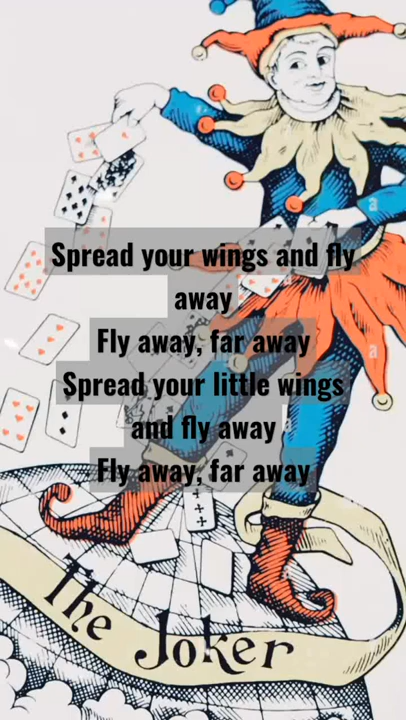 Spread your wings and fly
away
Fly away, far away
Spread your little wings
and fly away
Fly away, far away
The Joker